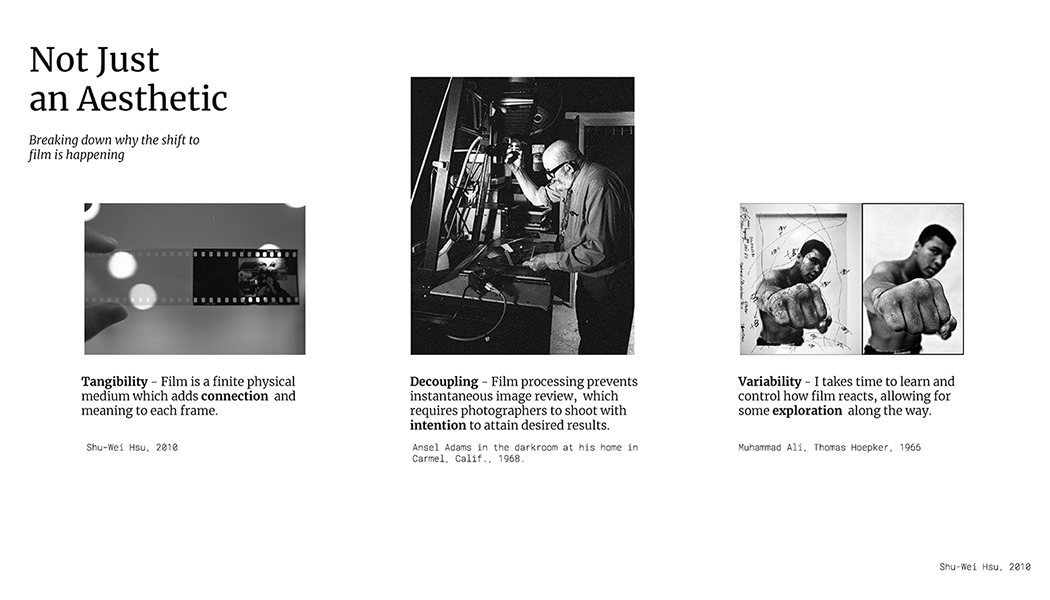 Not Just
an Aesthetic
Breaking down why the shift to
film is happening
Tangibility - Film is a finite physical
medium which adds connection and
meaning to each frame.
Shu-Wei Hsu, 2010
Decoupling - Film processing prevents
instantaneous image review, which
requires photographers to shoot with
intention to attain desired results.
Ansel Adams in the darkroom at his home in
Carmel, Calif., 1968.
Variability - I takes time to learn and
control how film reacts, allowing for
some exploration along the way.
Muhammad Ali, Thomas Hoepker, 1966
Shu-Wei Hsu, 2010